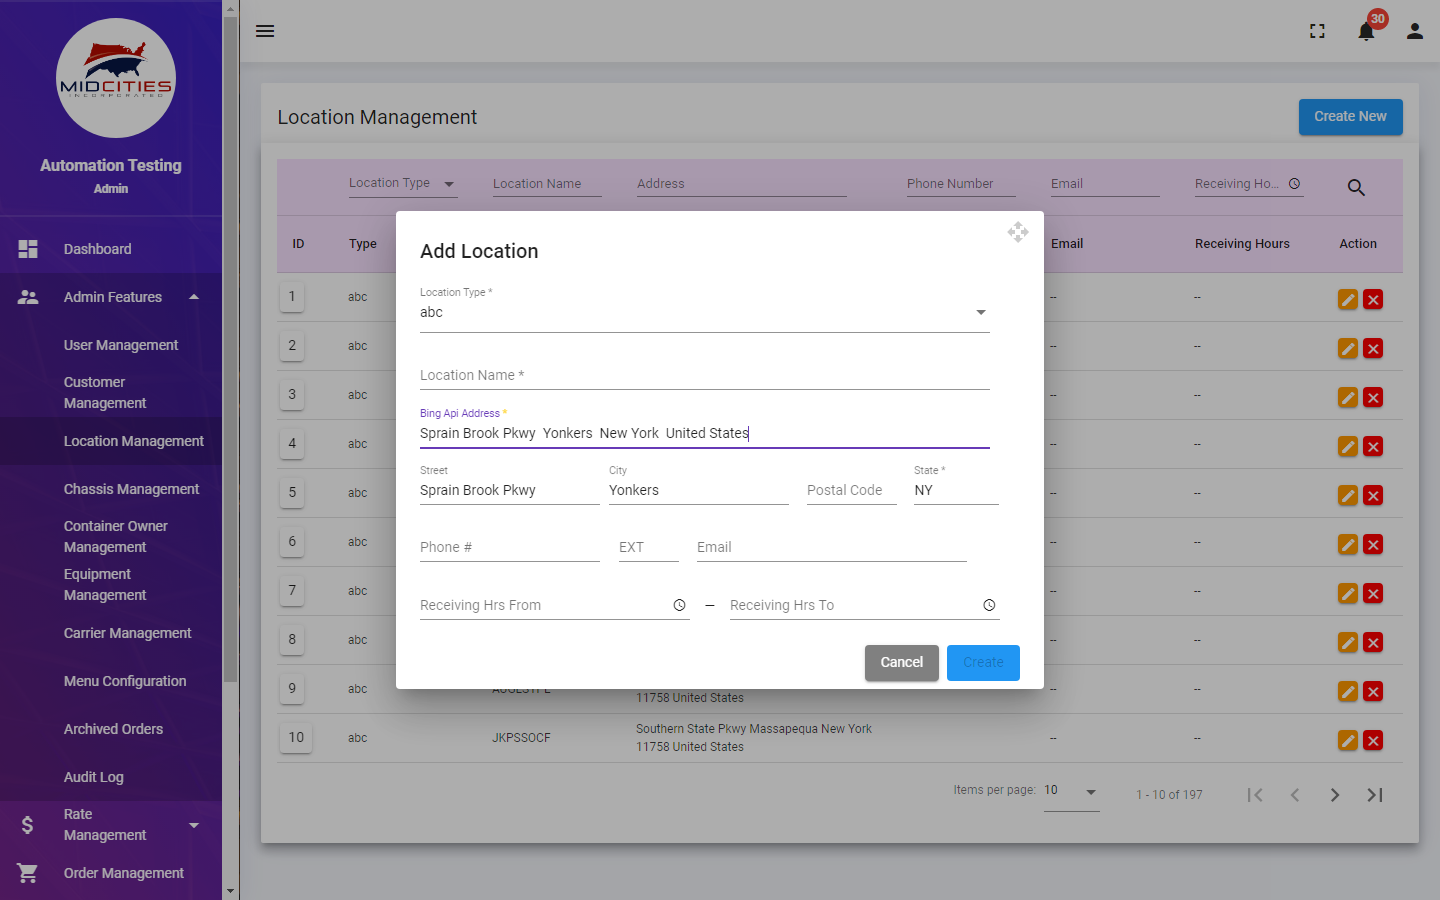 MIDCITIES
INCORPORATED
Automation Testing
Admin
Dashboard
Admin Features
User Management
Customer
Management
Location Management
Chassis Management
Container Owner
Management
Equipment
Management
Carrier Management
Menu Configuration
Archived Orders
Audit Log
Rate
Management
Order Management
30
Location Management
Create New
Location Type
Location Name
Address
Phone Number
Email
Receiving Ho...
ID
Type
Email
Receiving Hours
Action
1
abc
--
--
2
abc
--
--
3
abc
--
--
4
abc
--
--
5
abc
--
--
6
abc
--
--
7
abc
--
--
8
abc
--
--
9
abc
11758 United States
--
--
10
abc
JKPSSOCF
Southern State Pkwy Massapequa New York
11758 United States
--
--
Items per page:
10
1 - 10 of 197
Add Location
Location Type *
abc
Location Name *
Bing Api Address *
Sprain Brook Pkwy Yonkers New York United States
Street
Sprain Brook Pkwy
City
Yonkers
Postal Code
State *
NY
Phone #
EXT
Email
Receiving Hrs From
–
Receiving Hrs To
Cancel
Create